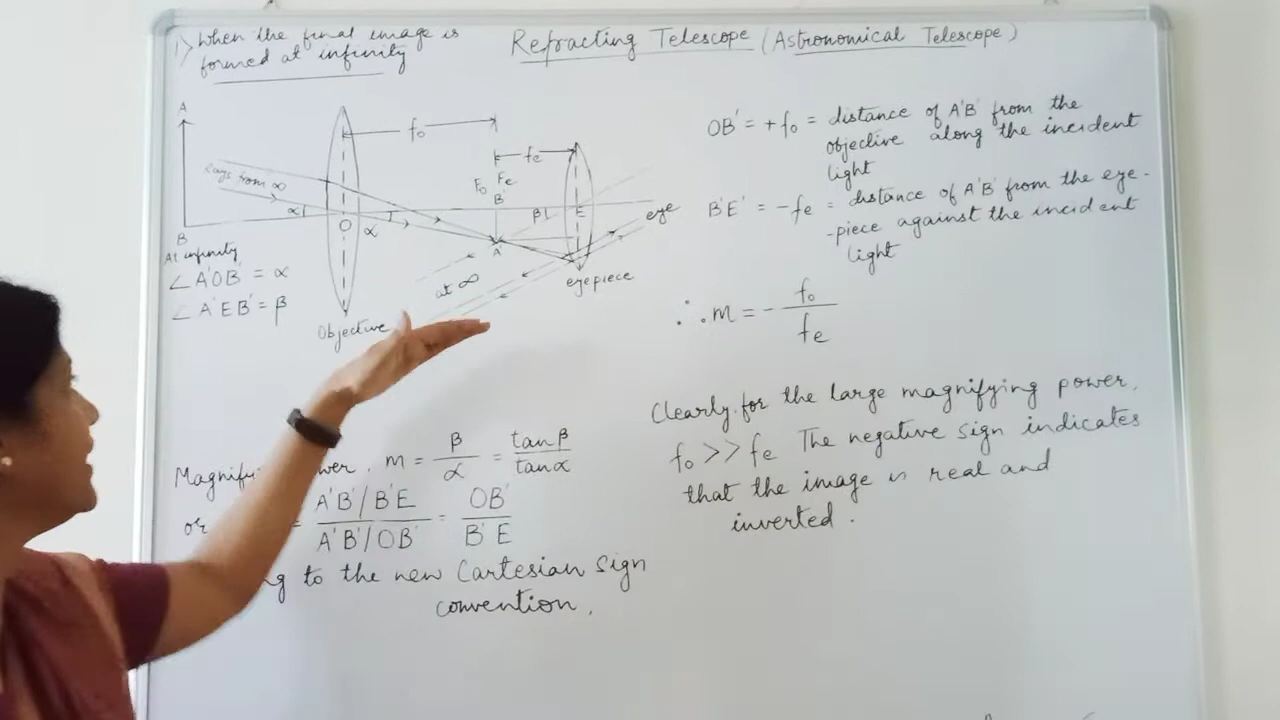 1) When the final image is
formed at infinity
Refracting Telescope (Astronomical Telescope)
A
B
At infinity
Rays from ∞
α
O
α
fo
fe
Fo Fe
B'
A'
β
E
eye
at ∞
eyepiece
Objective
∠A'OB' = α
∠A'EB' = β
m = β/α = tanβ/tanα
or
= A'B'/B'E / A'B'/OB' = OB'/B'E
to the new Cartesian Sign
convention.
OB' = +fo = distance of A'B' from the
objective along the incident
light
B'E' = -fe = distance of A'B' from the eye-
-piece against the incident
light
∴ m = - fo/fe
Clearly for the large magnifying power,
fo >> fe The negative sign indicates
that the image is real and
inverted.